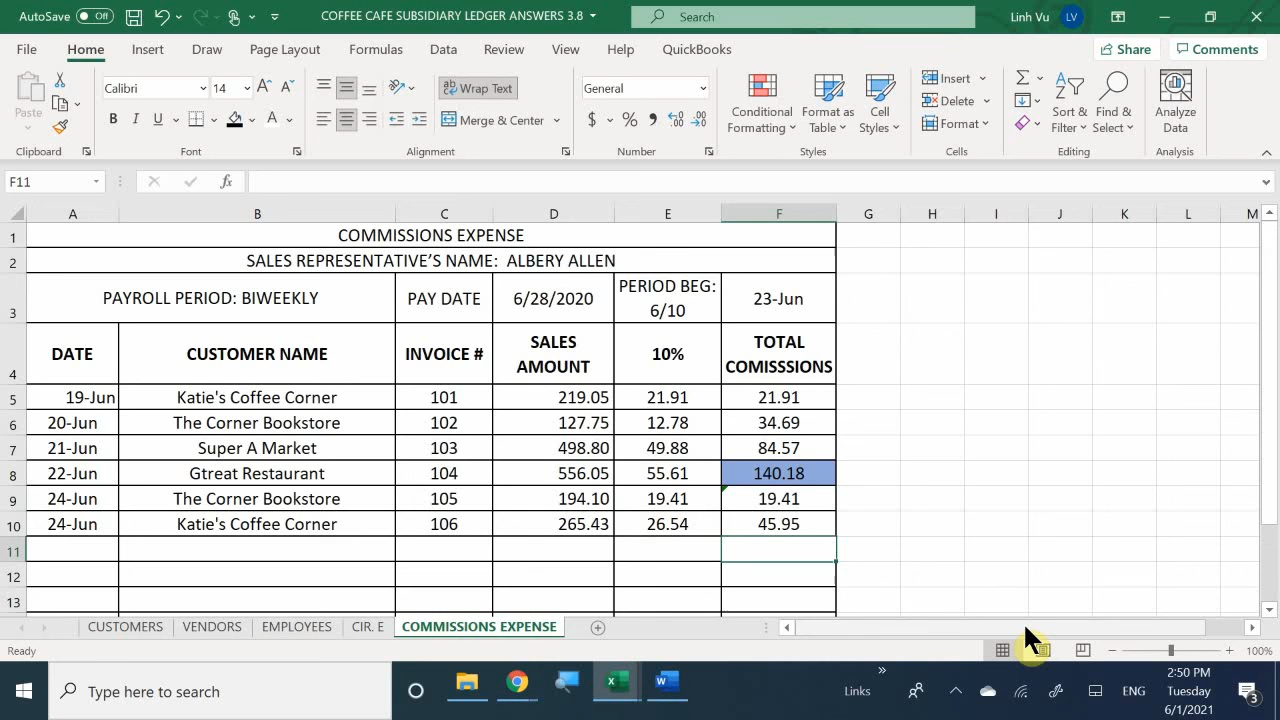 AutoSave Off COFFEE CAFE SUBSIDIARY LEDGER ANSWERS 3.8 Search Linh Vu LV
File Home Insert Draw Page Layout Formulas Data Review View Help QuickBooks Share Comments
Paste Calibri 14 A A ab Wrap Text General Conditional Formatting Format as Table Cell Styles Insert Delete Format Sort & Filter Find & Select Analyze Data
B I U A Merge & Center $ % 9
Clipboard Font Alignment Number Styles Cells Editing Analysis
F11 fx
A B C D E F G H I J K L M
1 COMMISSIONS EXPENSE
2 SALES REPRESENTATIVE'S NAME: ALBERY ALLEN
3 PAYROLL PERIOD: BIWEEKLY PAY DATE 6/28/2020 PERIOD BEG: 6/10 23-Jun
4 DATE CUSTOMER NAME INVOICE # SALES AMOUNT 10% TOTAL COMISSSIONS
5 19-Jun Katie's Coffee Corner 101 219.05 21.91 21.91
6 20-Jun The Corner Bookstore 102 127.75 12.78 34.69
7 21-Jun Super A Market 103 498.80 49.88 84.57
8 22-Jun Gtreat Restaurant 104 556.05 55.61 140.18
9 24-Jun The Corner Bookstore 105 194.10 19.41 19.41
10 24-Jun Katie's Coffee Corner 106 265.43 26.54 45.95
11
12
13
CUSTOMERS VENDORS EMPLOYEES CIR. E COMMISSIONS EXPENSE
Ready 100%
Type here to search Links ENG 2:50 PM Tuesday 6/1/2021 3